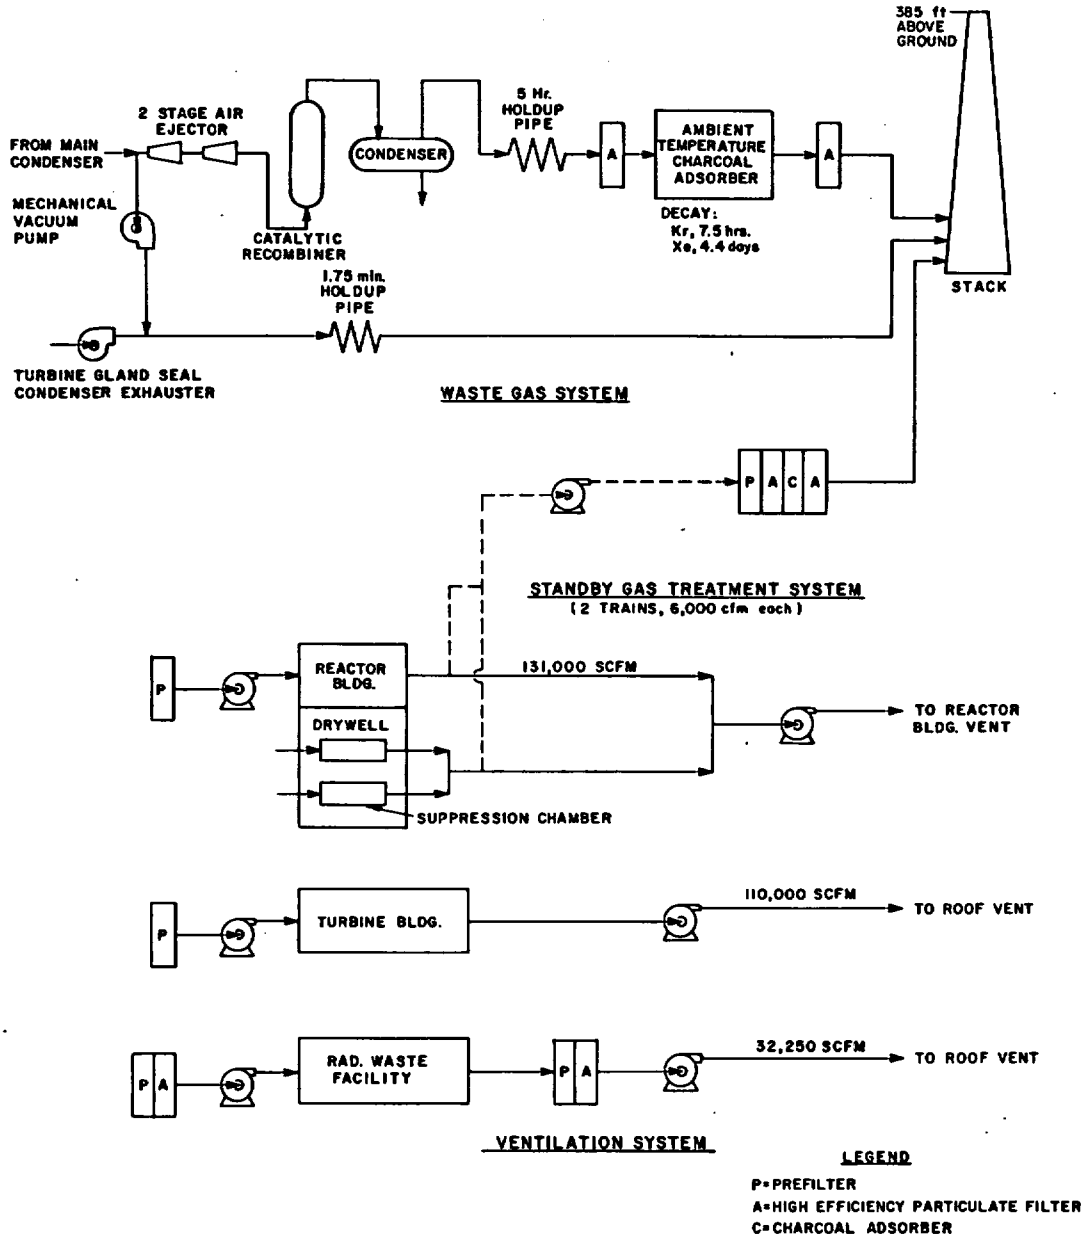 385 ft
ABOVE
GROUND
2 STAGE AIR
EJECTOR
FROM MAIN
CONDENSER
MECHANICAL
VACUUM
PUMP
CATALYTIC
RECOMBINER
CONDENSER
5 Hr.
HOLDUP
PIPE
A
AMBIENT
TEMPERATURE
CHARCOAL
ADSORBER
A
DECAY:
Kr, 7.5 hrs.
Xe, 4.4 days
STACK
1.75 min.
HOLDUP
PIPE
TURBINE GLAND SEAL
CONDENSER EXHAUSTER
WASTE GAS SYSTEM
P A C A
STANDBY GAS TREATMENT SYSTEM
(2 TRAINS, 6,000 cfm each)
P
REACTOR
BLDG.
131,000 SCFM
DRYWELL
SUPPRESSION CHAMBER
TO REACTOR
BLDG. VENT
P
TURBINE BLDG.
110,000 SCFM
TO ROOF VENT
P A
RAD. WASTE
FACILITY
P A
32,250 SCFM
TO ROOF VENT
VENTILATION SYSTEM
LEGEND
P=PREFILTER
A=HIGH EFFICIENCY PARTICULATE FILTER
C=CHARCOAL ADSORBER